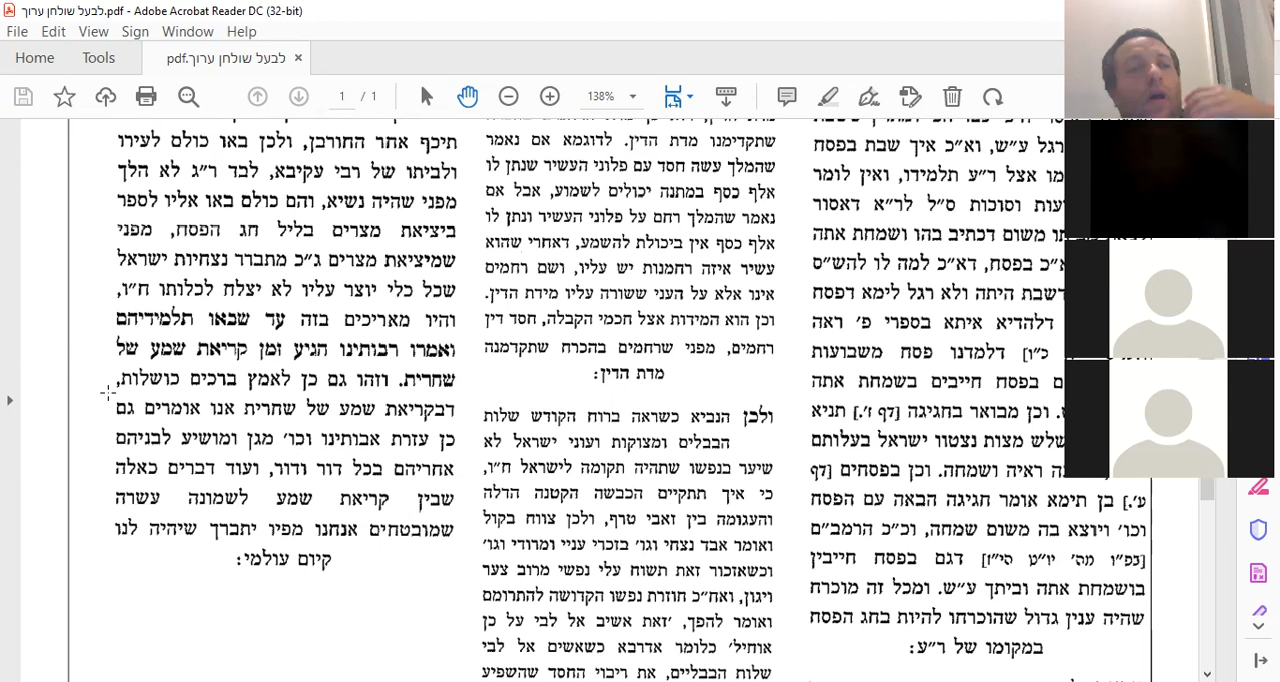 לבעל שולחן ערוך.pdf - Adobe Acrobat Reader DC (32-bit)
File Edit View Sign Window Help
Home Tools לבעל שולחן ערוך.pdf ×
1 / 1 138%
רגל ע״ש, וא״כ איך שבת בפסח
מו אצל ר״ע תלמידו, ואין לומר
עות וסוכות ס״ל לר״א דאסור
תו משום דכתיב בהו ושמחת אתה
א״כ בפסח, דא״כ למה לו להש״ס
דשבת היתה ולא רגל לימא דפסח
דלהדיא איתא בספרי פ׳ ראה
כ״ו] דלמדנו פסח משבועות
ם בפסח חייבים בשמחת אתה
וכן מבואר בחגיגה [דף ז׳.] תניא
שלש מצות נצטוו ישראל בעלותם
ה ראיה ושמחה. וכן בפסחים [דף
ע׳.] בן תימא אומר חגיגה הבאה עם הפסח
וכו׳ ויוצא בה משום שמחה, וכ״כ הרמב״ם
[בפ״ו מה׳ יו״ט הי״ז] דגם בפסח חייבין
בושמחת אתה וביתך ע״ש. ומכל זה מוכרח
שהיה ענין גדול שהוכרחו להיות בחג הפסח
במקומו של ר״ע:
שתקדימנו מדת הדין. לדוגמא אם נאמר
שהמלך עשה חסד עם פלוני העשיר שנתן לו
אלף כסף במתנה יכולים לשמוע, אבל אם
נאמר שהמלך רחם על פלוני העשיר ונתן לו
אלף כסף אין ביכולת להשמע, דאחרי שהוא
עשיר איזה רחמנות יש עליו, ושם רחמים
אינו אלא על העני ששורה עליו מידת הדין.
וכן הוא המידות אצל חכמי הקבלה, חסד דין
רחמים, מפני שרחמים בהכרח שתקדמנה
מדת הדין:
ולכן הנביא כשראה ברוח הקודש שלות
הבבלים ומצוקות ועוני ישראל לא
שיער בנפשו שתהיה תקומה לישראל ח״ו,
כי איך תתקיים הכבשה הקטנה הדלה
והעגומה בין זאבי טרף, ולכן צווח בקול
ואומר אבד נצחי וגו׳ בזכרי עניי ומרודי וגו׳
וכשאזכור זאת תשוח עלי נפשי מרוב צער
ויגון, ואח״כ חוזרת נפשו הקדושה להתרומם
ואומר להפך, ׳זאת אשיב אל לבי על כן
אוחיל׳ כלומר אדרבא כשאשים אל לבי
שלות הבבליים, את ריבוי החסד שהשפיע
תיכף אחר החורבן, ולכן באו כולם לעירו
ולביתו של רבי עקיבא, לבד ר״ג לא הלך
מפני שהיה נשיא, והם כולם באו אליו לספר
ביציאת מצרים בליל חג הפסח, מפני
שמיציאת מצרים ג״כ מתברר נצחיות ישראל
שכל כלי יוצר עליו לא יצלח לכלותו ח״ו,
והיו מאריכים בזה עד שבאו תלמידיהם
ואמרו רבותינו הגיע זמן קריאת שמע של
שחרית. וזהו גם כן לאמץ ברכים כושלות,
דבקריאת שמע של שחרית אנו אומרים גם
כן עזרת אבותינו וכו׳ מגן ומושיע לבניהם
אחריהם בכל דור ודור, ועוד דברים כאלה
שבין קריאת שמע לשמונה עשרה
שמובטחים אנחנו מפיו יתברך שיהיה לנו
קיום עולמי: